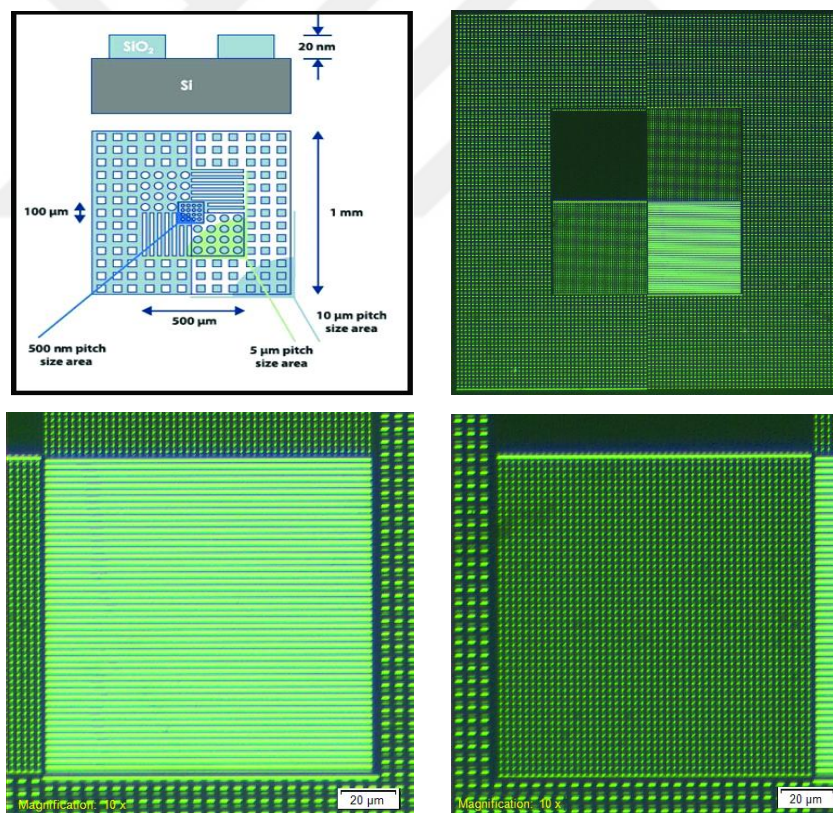 SiO₂
20 nm
Si
100 µm
1 mm
500 µm
10 µm pitch
size area
500 nm pitch
size area
5 µm pitch
size area
Magnification: 10 x
20 µm
Magnification: 10 x
20 µm